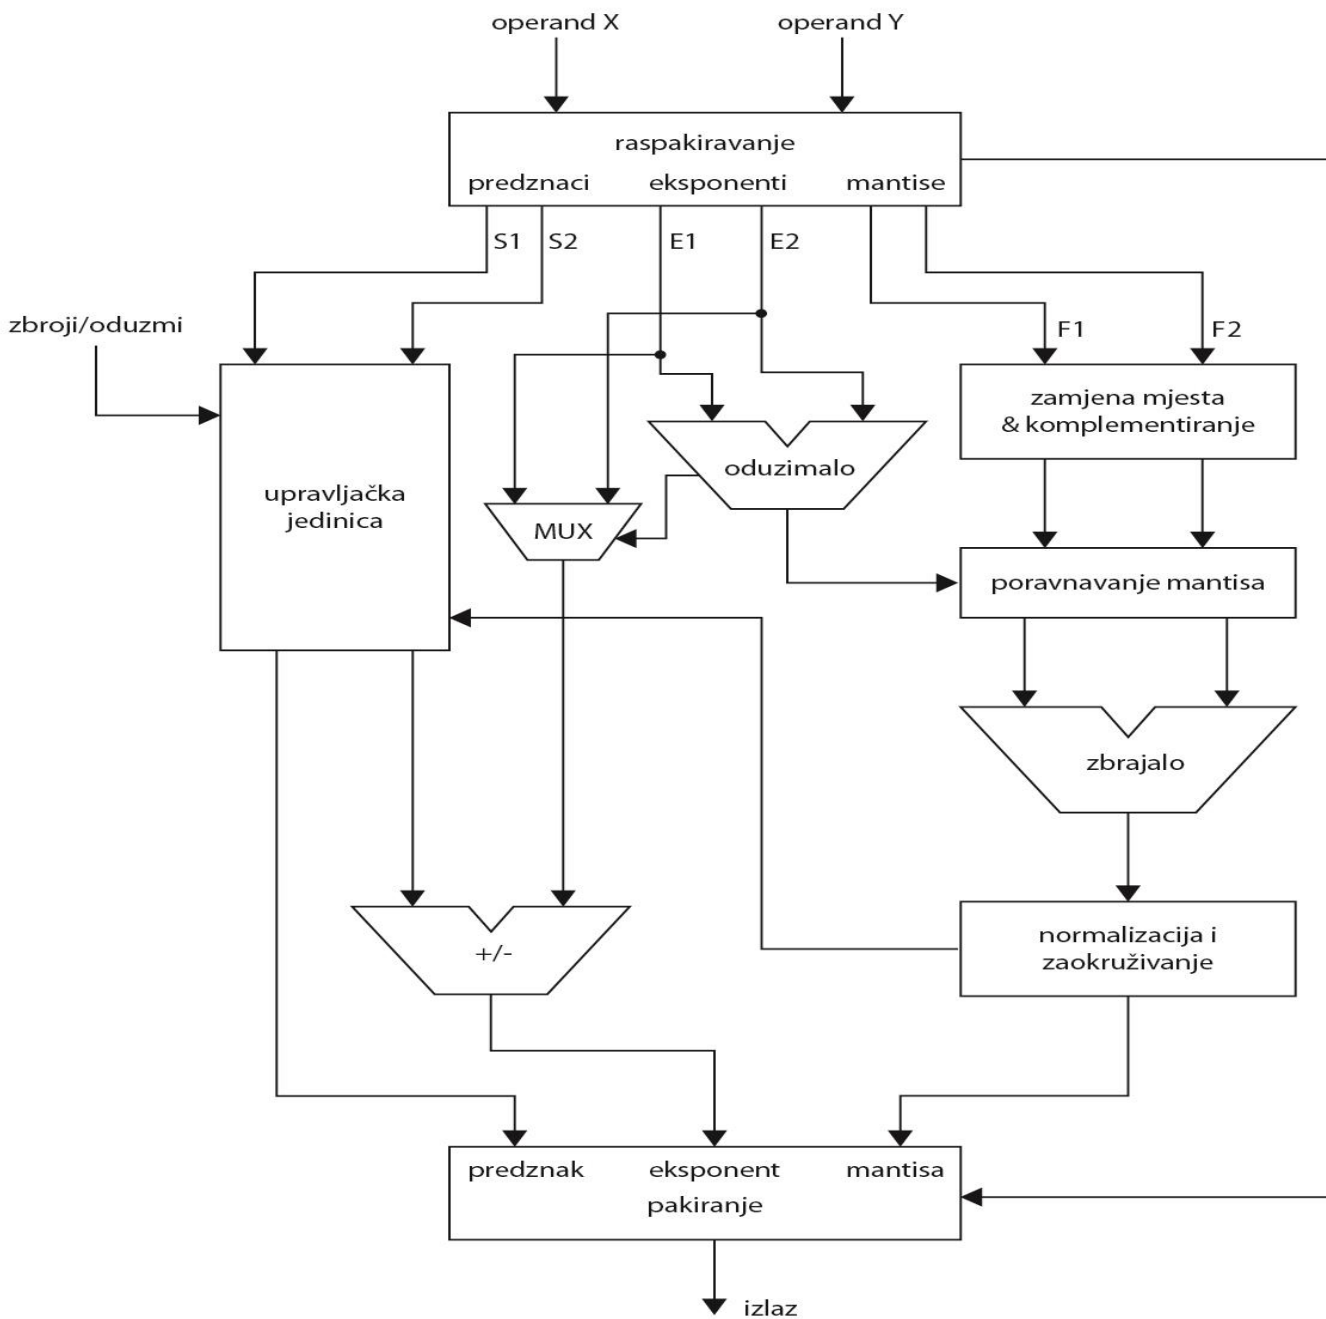 operand X
operand Y
raspakiravanje
predznaci
eksponenti
mantise
S1
S2
E1
E2
zbroji/oduzmi
F1
F2
zamjena mjesta
& komplementiranje
oduzimalo
upravljačka
jedinica
MUX
poravnavanje mantisa
zbrajalo
normalizacija i
zaokruživanje
+/-
predznak
eksponent
mantisa
pakiranje
izlaz